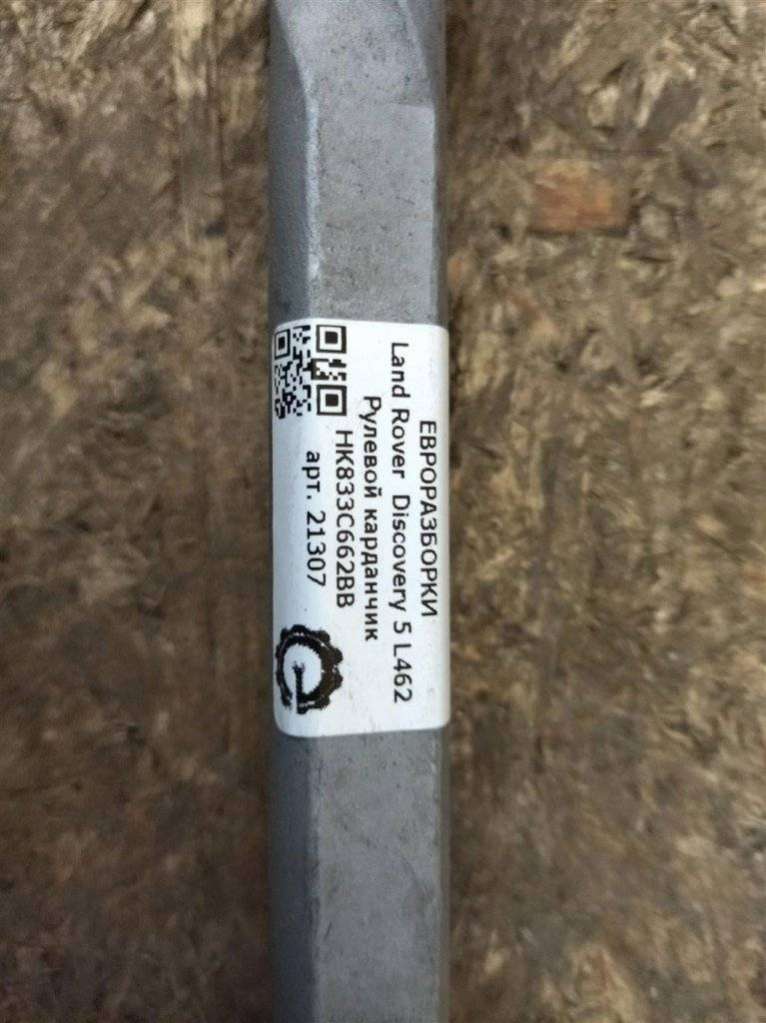 ЕВРОРАЗБОРКИ
Land Rover Discovery 5 L462
Рулевой карданчик
HK833C662BB
арт. 21307